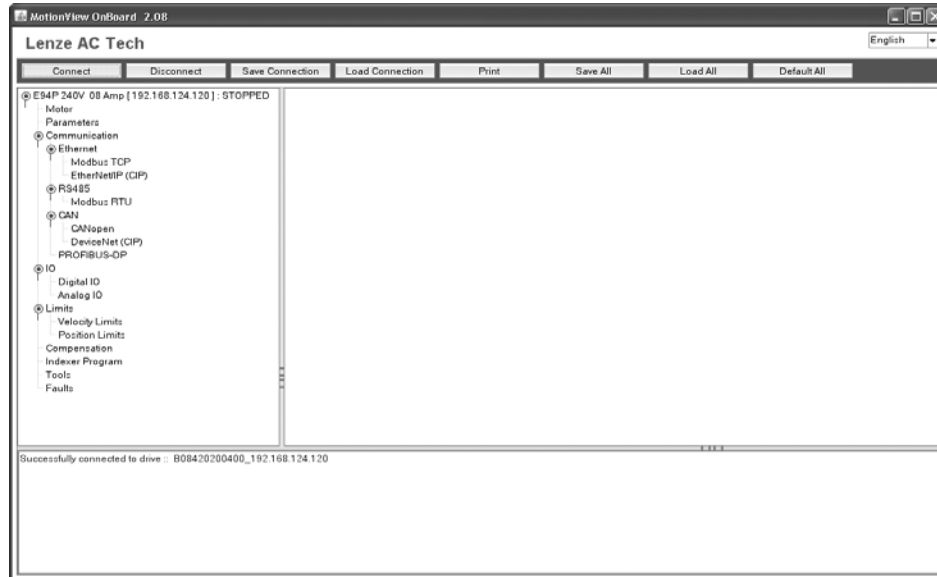 MotionView OnBoard 2.08
Lenze AC Tech
English
Connect Disconnect Save Connection Load Connection Print Save All Load All Default All
E94P 240V 08 Amp [192.168.124.120] : STOPPED
Motor
Parameters
Communication
Ethernet
Modbus TCP
EtherNet/IP (CIP)
RS485
Modbus RTU
CAN
CANopen
DeviceNet (CIP)
PROFIBUS-DP
IO
Digital IO
Analog IO
Limits
Velocity Limits
Position Limits
Compensation
Indexer Program
Tools
Faults
Successfully connected to drive :: B08420200400_192.168.124.120